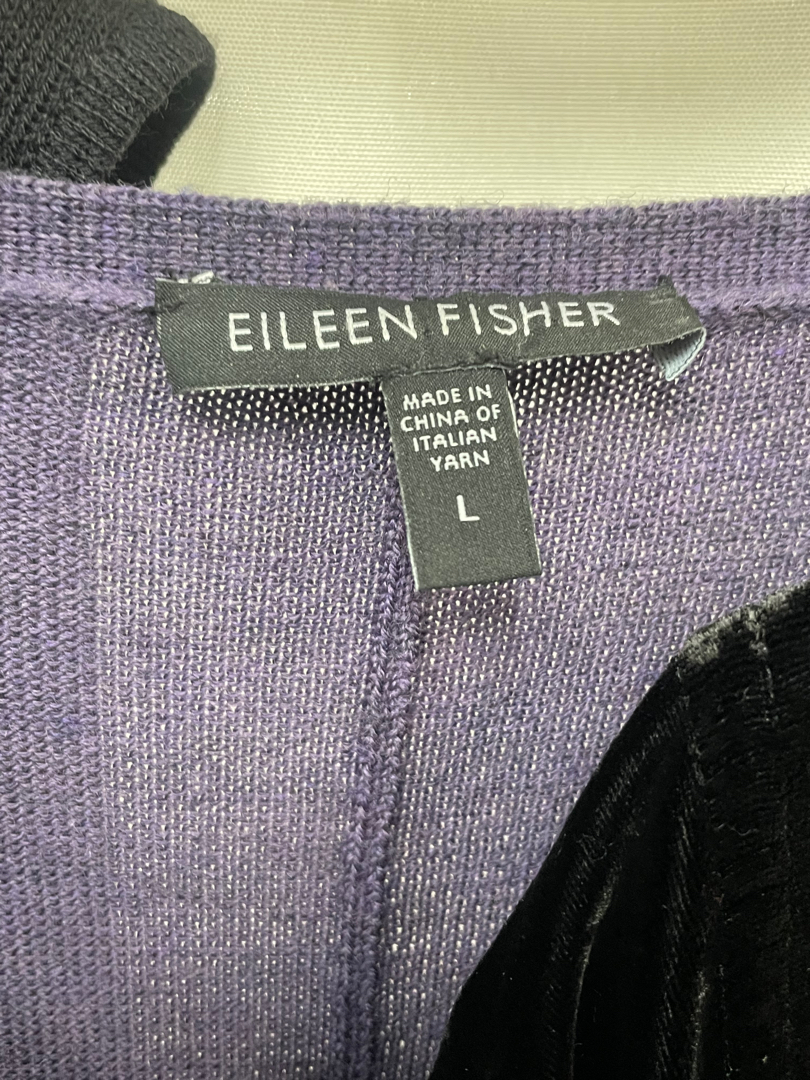 EILEEN FISHER
MADE IN
CHINA OF
ITALIAN
YARN
L